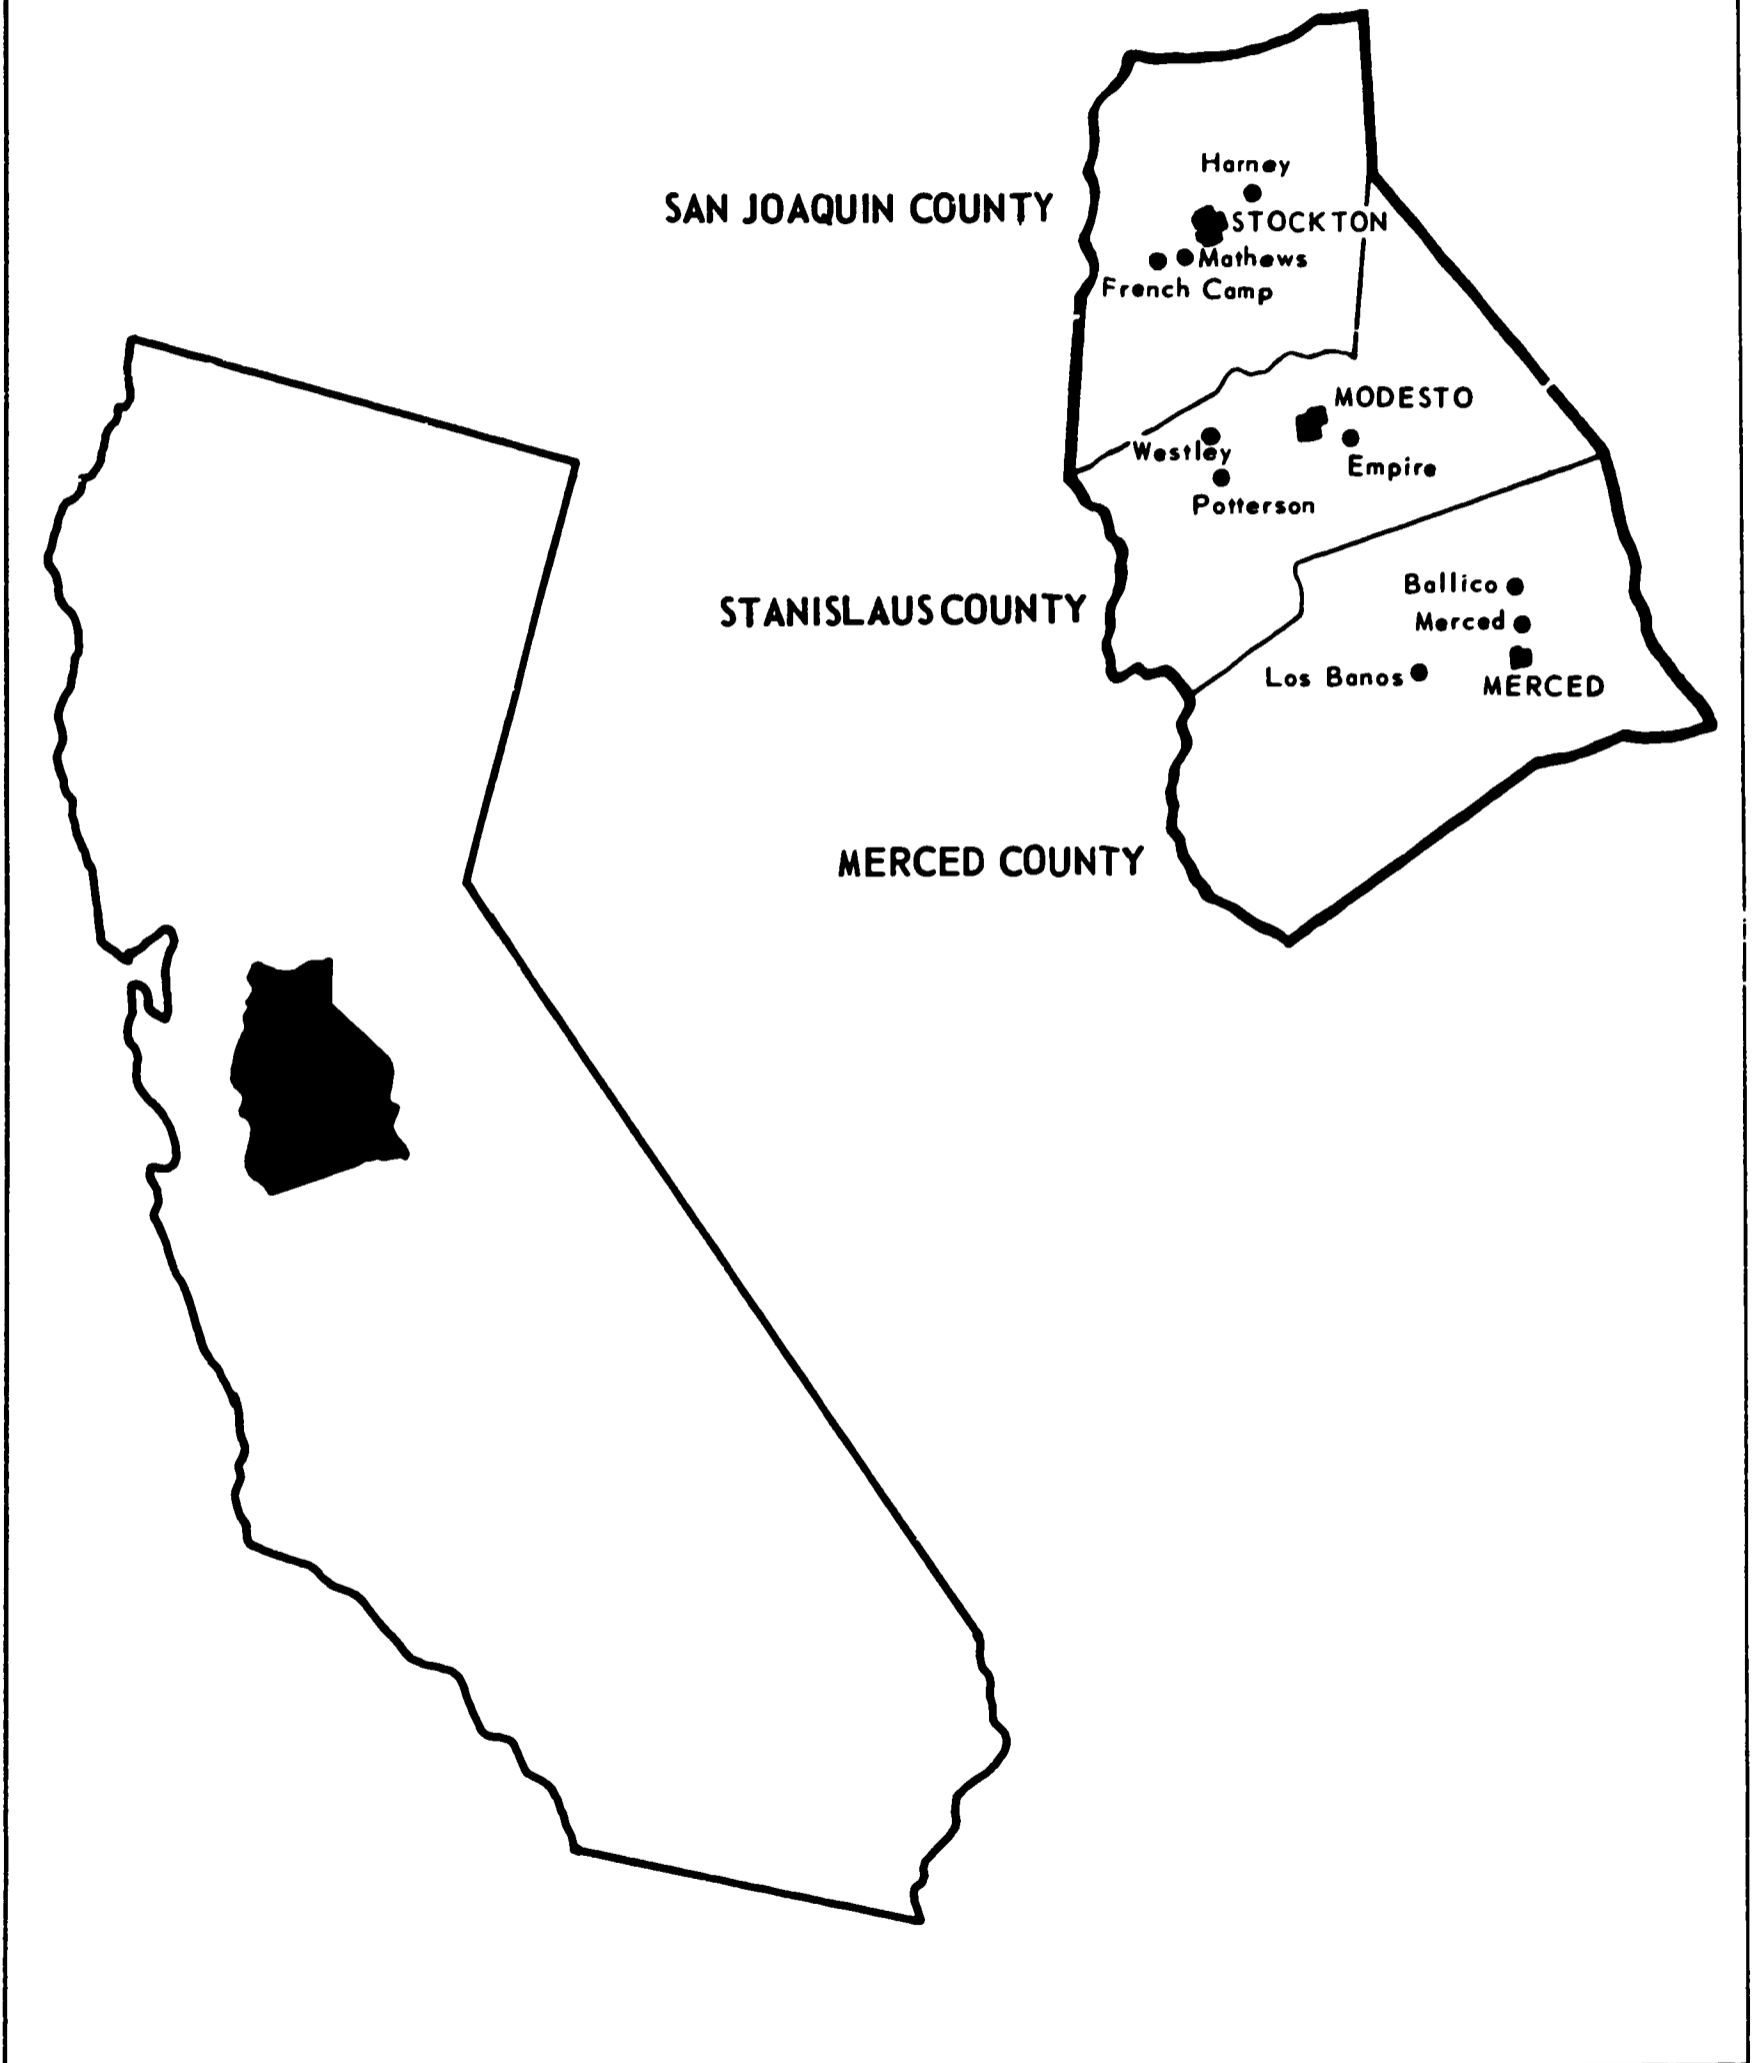 Harney
SAN JOAQUIN COUNTY
STOCKTON
Mathews
French Camp
MODESTO
Westley
Empire
Patterson
Ballico
STANISLAUS COUNTY
Merced
Los Banos
MERCED
MERCED COUNTY